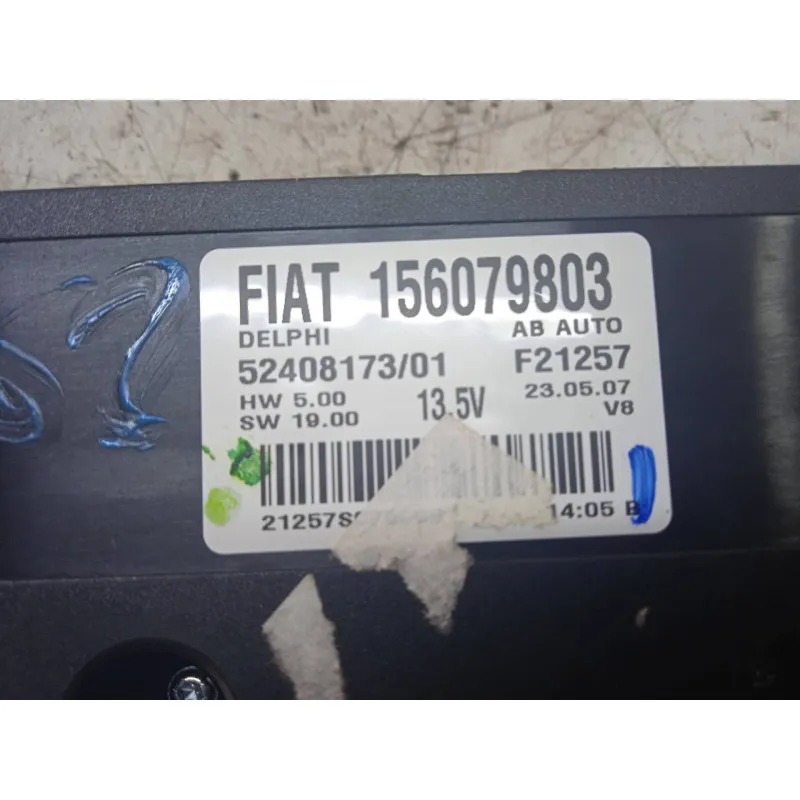 FIAT 156079803
DELPHI AB AUTO
52408173/01 F21257
HW 5.00 13.5V 23.05.07
SW 19.00 V8
14:05 B